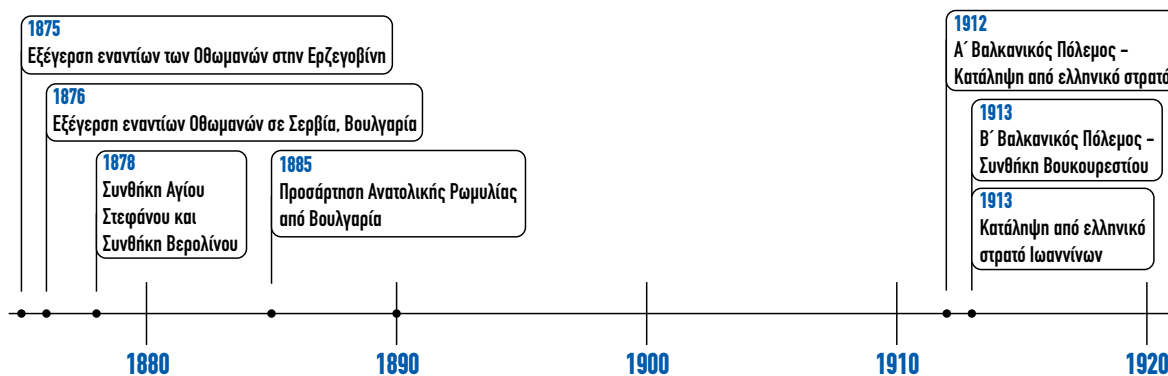 1875
Εξέγερση εναντίων των Οθωμανών στην Ερζεγοβίνη
1876
Εξέγερση εναντίων Οθωμανών σε Σερβία, Βουλγαρία
1878
Συνθήκη Αγίου
Στεφάνου και
Συνθήκη Βερολίνου
1885
Προσάρτηση Ανατολικής Ρωμυλίας
από Βουλγαρία
1912
Α΄ Βαλκανικός Πόλεμος –
Κατάληψη από ελληνικό στρατό
1913
Β΄ Βαλκανικός Πόλεμος –
Συνθήκη Βουκουρεστίου
1913
Κατάληψη από ελληνικό
στρατό Ιωαννίνων
1880
1890
1900
1910
1920